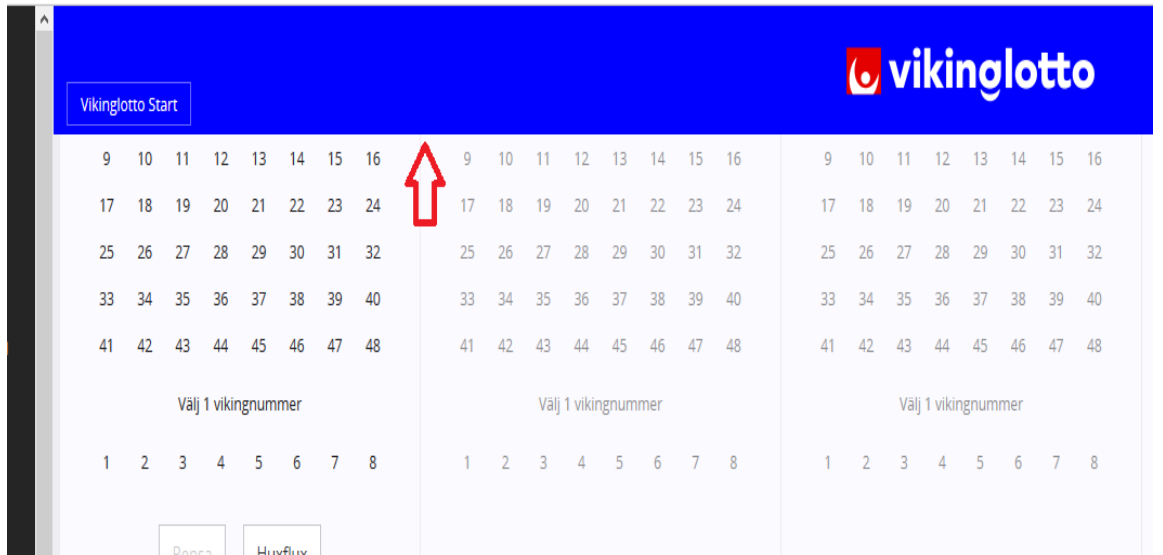 vikinglotto
Vikinglotto Start
9 10 11 12 13 14 15 16 9 10 11 12 13 14 15 16 9 10 11 12 13 14 15 16
17 18 19 20 21 22 23 24 17 18 19 20 21 22 23 24 17 18 19 20 21 22 23 24
25 26 27 28 29 30 31 32 25 26 27 28 29 30 31 32 25 26 27 28 29 30 31 32
33 34 35 36 37 38 39 40 33 34 35 36 37 38 39 40 33 34 35 36 37 38 39 40
41 42 43 44 45 46 47 48 41 42 43 44 45 46 47 48 41 42 43 44 45 46 47 48
Välj 1 vikingnummer Välj 1 vikingnummer Välj 1 vikingnummer
1 2 3 4 5 6 7 8 1 2 3 4 5 6 7 8 1 2 3 4 5 6 7 8
Rensa Huxflux